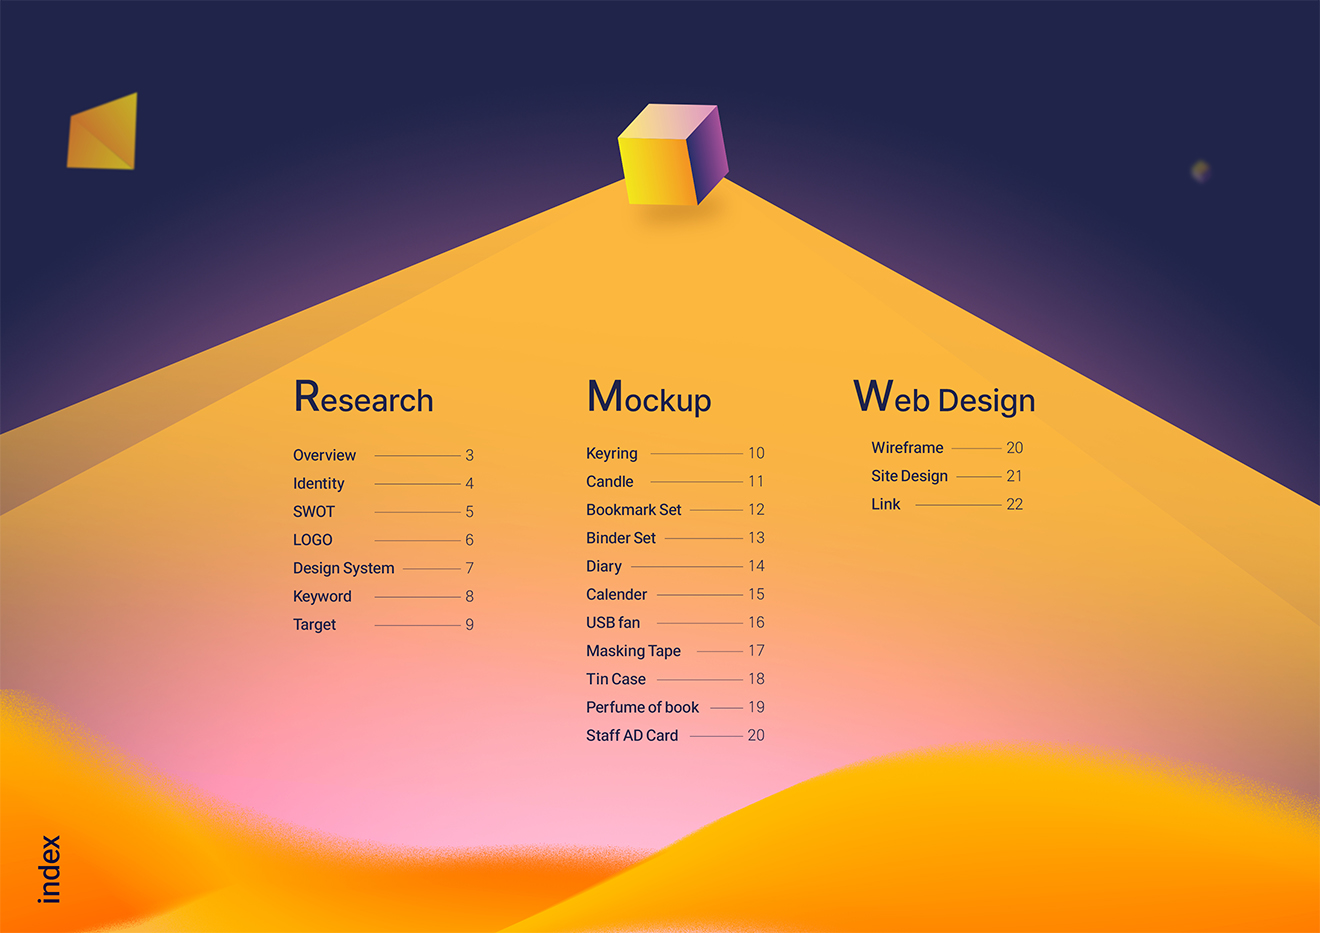 Research
Overview 3
Identity 4
SWOT 5
LOGO 6
Design System 7
Keyword 8
Target 9
Mockup
Keyring 10
Candle 11
Bookmark Set 12
Binder Set 13
Diary 14
Calender 15
USB fan 16
Masking Tape 17
Tin Case 18
Perfume of book 19
Staff AD Card 20
Web Design
Wireframe 20
Site Design 21
Link 22
index